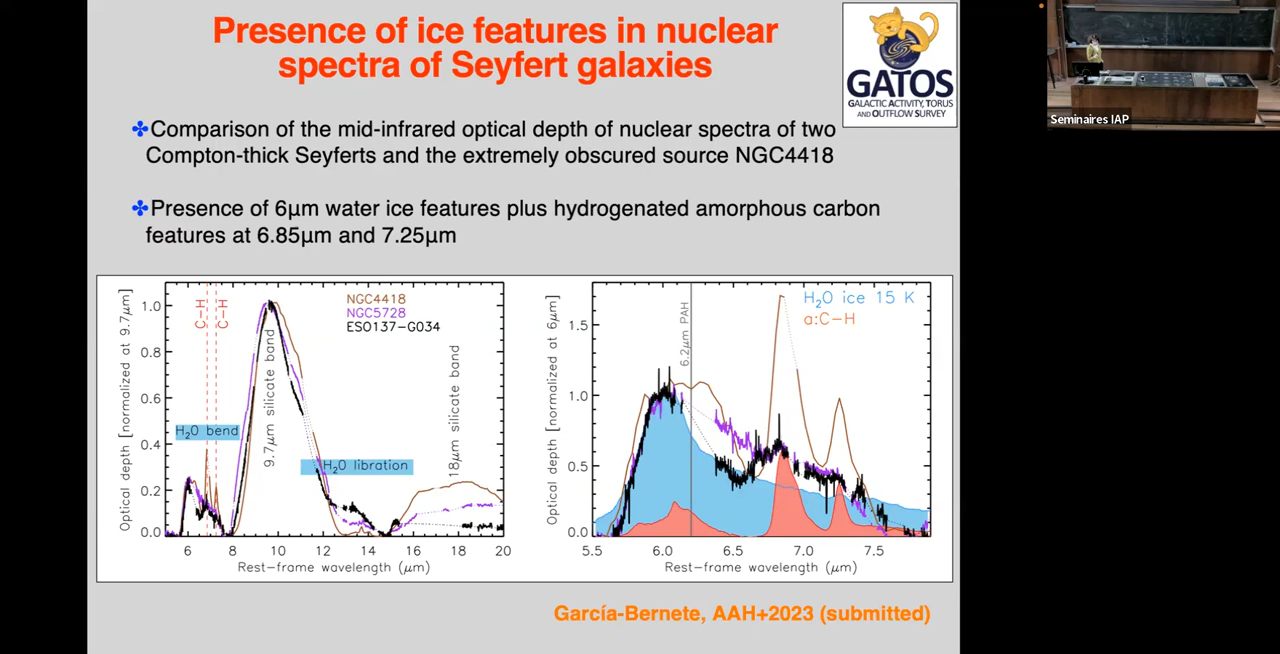 Presence of ice features in nuclear
spectra of Seyfert galaxies
GATOS
GALACTIC ACTIVITY, TORUS
AND OUTFLOW SURVEY
Seminaires IAP
✤Comparison of the mid-infrared optical depth of nuclear spectra of two
Compton-thick Seyferts and the extremely obscured source NGC4418
✤Presence of 6μm water ice features plus hydrogenated amorphous carbon
features at 6.85μm and 7.25μm
Optical depth [normalized at 9.7μm]
1.0
0.8
0.6
0.4
0.2
0.0
C–H
C–H
NGC4418
NGC5728
ESO137–G034
H₂O bend
9.7μm silicate band
H₂O libration
18μm silicate band
6 8 10 12 14 16 18 20
Rest–frame wavelength (μm)
Optical depth [normalized at 6μm]
1.5
1.0
0.5
0.0
6.2μm PAH
H₂O ice 15 K
a:C–H
5.5 6.0 6.5 7.0 7.5
Rest–frame wavelength (μm)
García-Bernete, AAH+2023 (submitted)